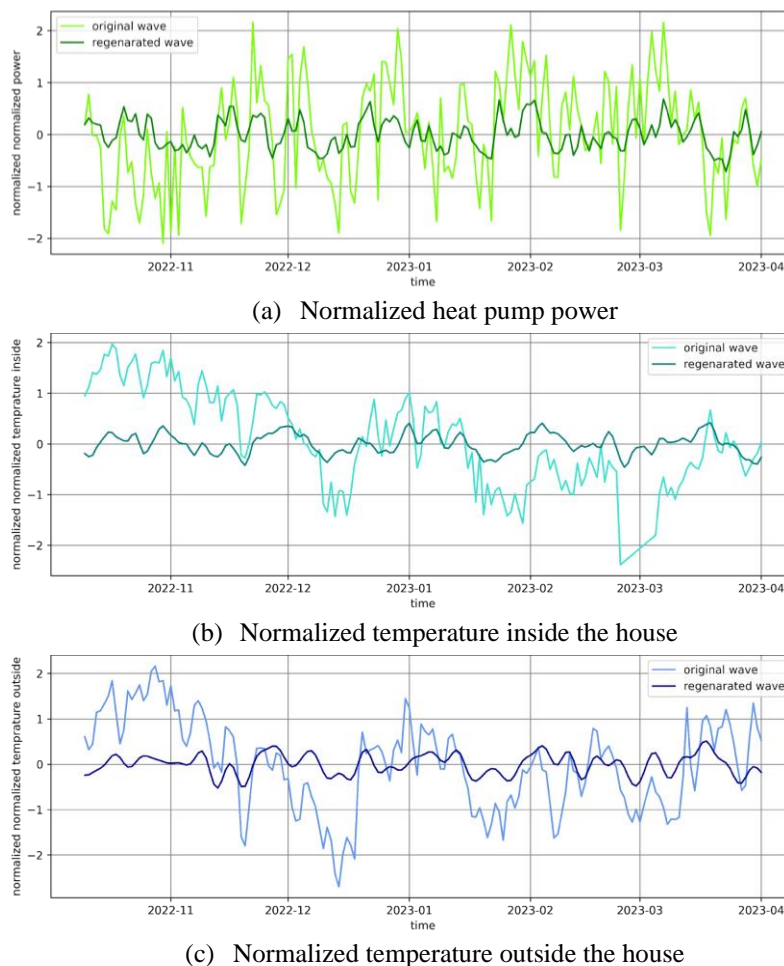 original wave
regenarated wave
normalized normalized power
2
1
0
−1
−2
2022-11 2022-12 2023-01 2023-02 2023-03 2023-04
time
(a) Normalized heat pump power
original wave
regenarated wave
normalized normalized temprature inside
2
1
0
−1
−2
2022-11 2022-12 2023-01 2023-02 2023-03 2023-04
time
(b) Normalized temperature inside the house
original wave
regenarated wave
normalized normalized temprature outside
2
1
0
−1
−2
2022-11 2022-12 2023-01 2023-02 2023-03 2023-04
time
(c) Normalized temperature outside the house